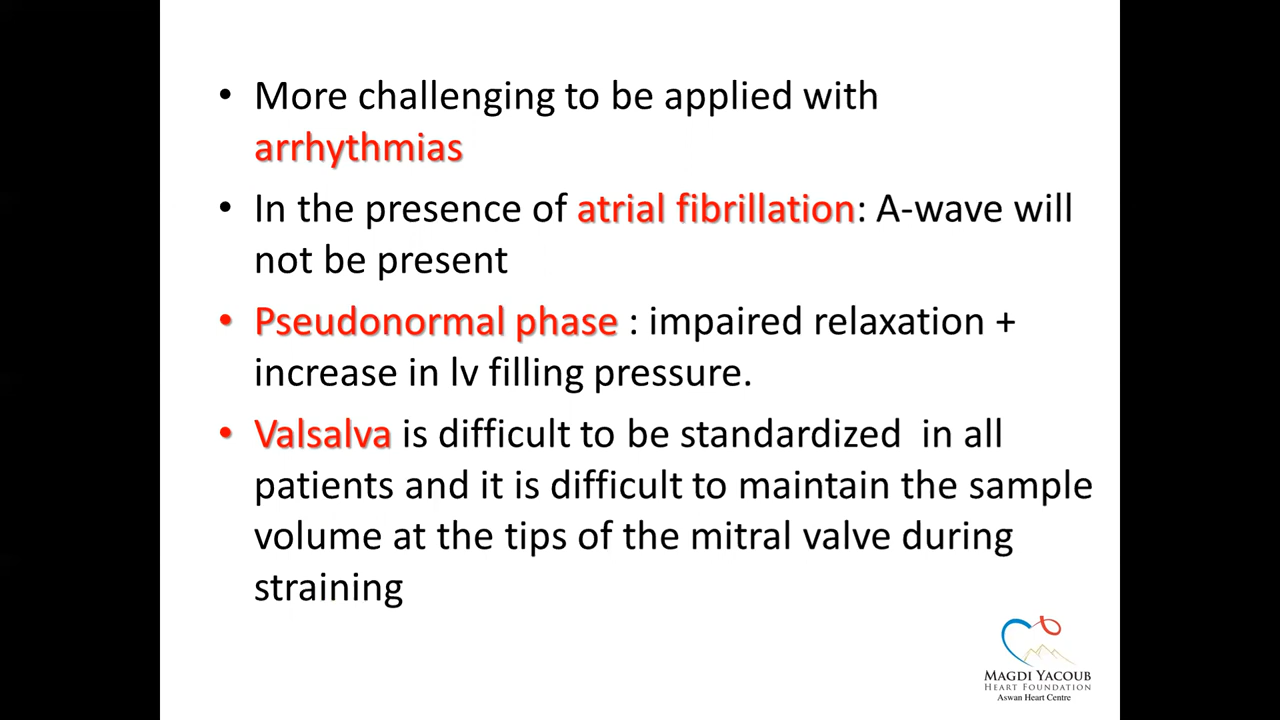 • More challenging to be applied with
arrhythmias
• In the presence of atrial fibrillation: A-wave will
not be present
• Pseudonormal phase : impaired relaxation +
increase in lv filling pressure.
• Valsalva is difficult to be standardized  in all
patients and it is difficult to maintain the sample
volume at the tips of the mitral valve during
straining
MAGDI YACOUB
HEART FOUNDATION
Aswan Heart Centre